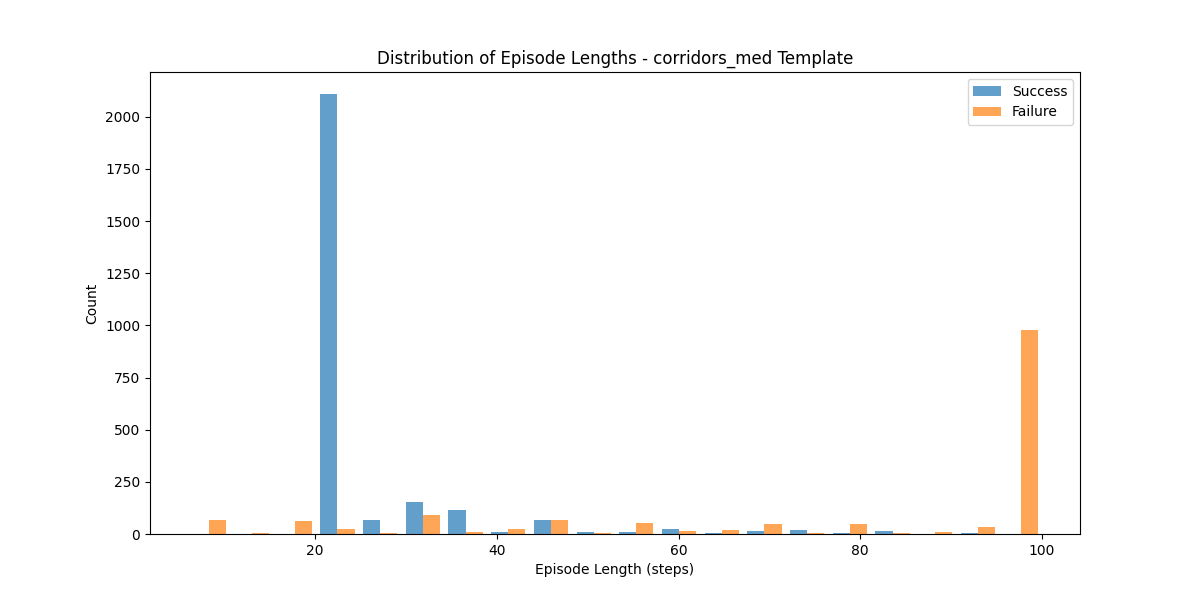 Distribution of Episode Lengths - corridors_med Template
Success
Failure
2000
1750
1500
1250
1000
750
500
250
0
Count
20
40
60
80
100
Episode Length (steps)